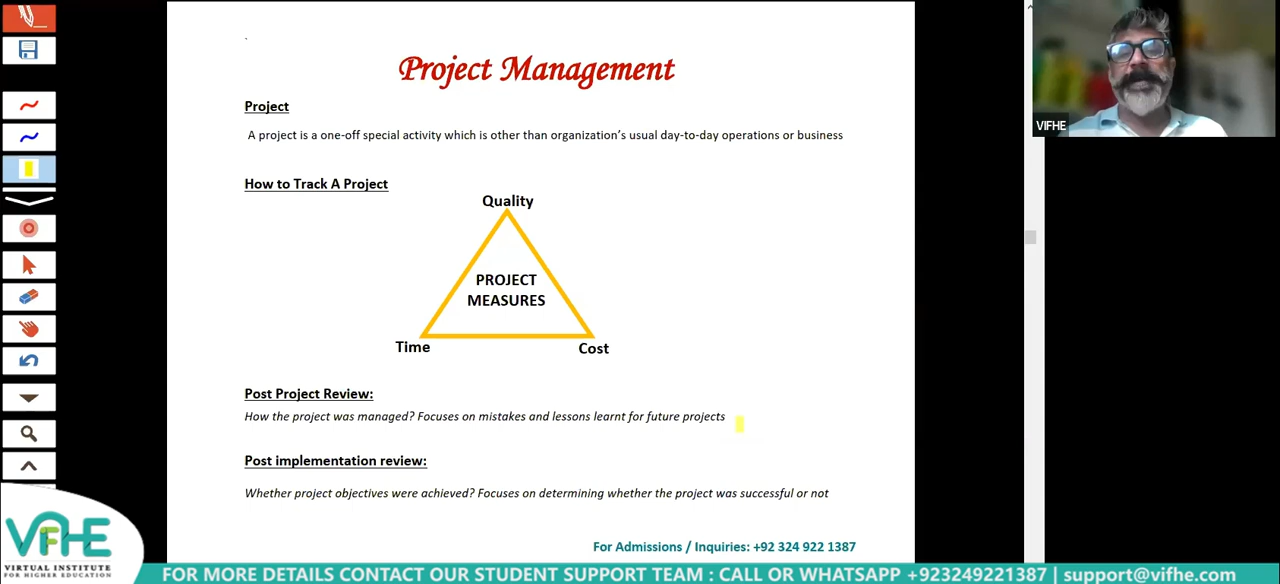 Project Management
VIFHE
Project
A project is a one-off special activity which is other than organization's usual day-to-day operations or business
How to Track A Project
Quality
PROJECT
MEASURES
Time
Cost
Post Project Review:
How the project was managed? Focuses on mistakes and lessons learnt for future projects
Post implementation review:
Whether project objectives were achieved? Focuses on determining whether the project was successful or not
For Admissions / Inquiries: +92 324 922 1387
VIFHE
VIRTUAL INSTITUTE
FOR HIGHER EDUCATION
FOR MORE DETAILS CONTACT OUR STUDENT SUPPORT TEAM : CALL OR WHATSAPP +923249221387 | support@vifhe.com